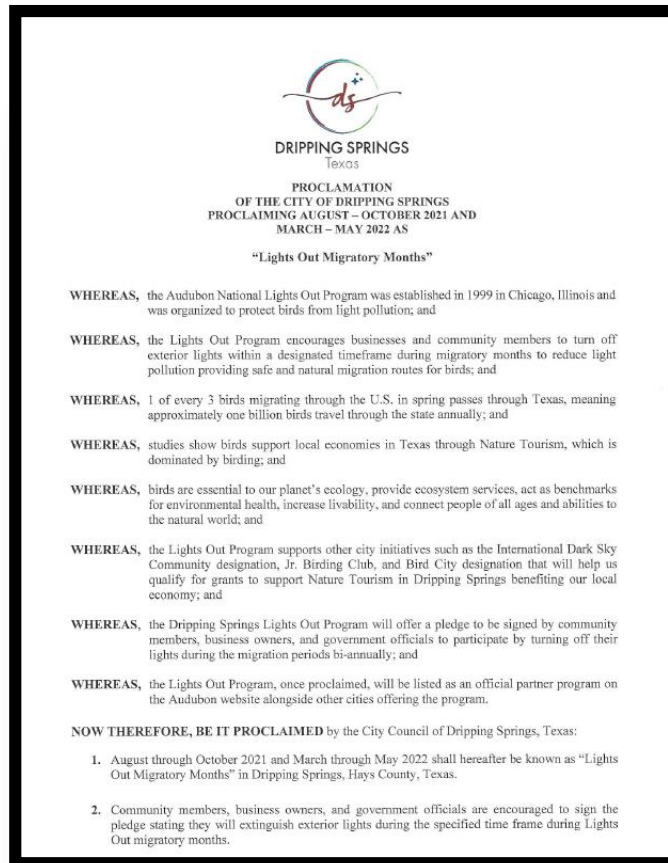 ds
DRIPPING SPRINGS
Texas
PROCLAMATION
OF THE CITY OF DRIPPING SPRINGS
PROCLAIMING AUGUST – OCTOBER 2021 AND
MARCH – MAY 2022 AS
“Lights Out Migratory Months”
WHEREAS, the Audubon National Lights Out Program was established in 1999 in Chicago, Illinois and
was organized to protect birds from light pollution; and
WHEREAS, the Lights Out Program encourages businesses and community members to turn off
exterior lights within a designated timeframe during migratory months to reduce light
pollution providing safe and natural migration routes for birds; and
WHEREAS, 1 of every 3 birds migrating through the U.S. in spring passes through Texas, meaning
approximately one billion birds travel through the state annually; and
WHEREAS, studies show birds support local economies in Texas through Nature Tourism, which is
dominated by birding; and
WHEREAS, birds are essential to our planet’s ecology, provide ecosystem services, act as benchmarks
for environmental health, increase livability, and connect people of all ages and abilities to
the natural world; and
WHEREAS, the Lights Out Program supports other city initiatives such as the International Dark Sky
Community designation, Jr. Birding Club, and Bird City designation that will help us
qualify for grants to support Nature Tourism in Dripping Springs benefiting our local
economy; and
WHEREAS, the Dripping Springs Lights Out Program will offer a pledge to be signed by community
members, business owners, and government officials to participate by turning off their
lights during the migration periods bi-annually; and
WHEREAS, the Lights Out Program, once proclaimed, will be listed as an official partner program on
the Audubon website alongside other cities offering the program.
NOW THEREFORE, BE IT PROCLAIMED by the City Council of Dripping Springs, Texas:
1. August through October 2021 and March through May 2022 shall hereafter be known as “Lights
Out Migratory Months” in Dripping Springs, Hays County, Texas.
2. Community members, business owners, and government officials are encouraged to sign the
pledge stating they will extinguish exterior lights during the specified time frame during Lights
Out migratory months.